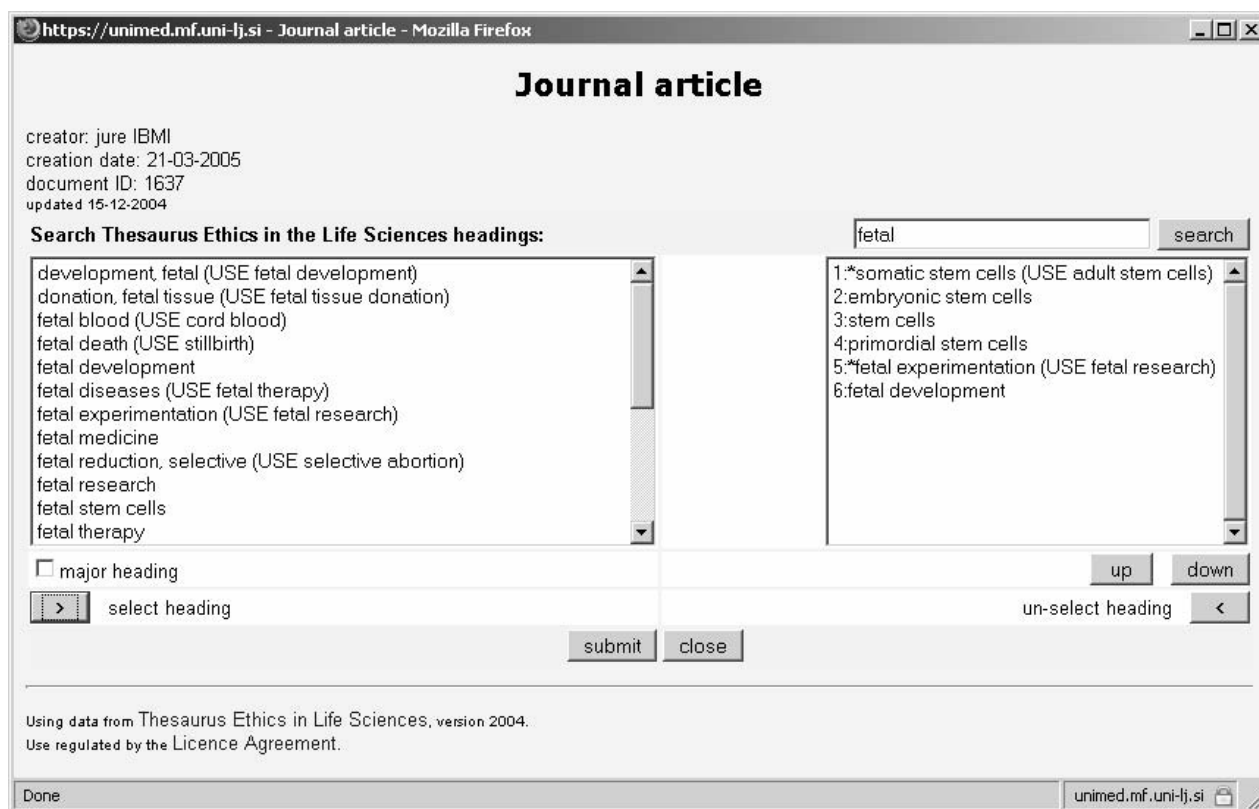 https://unimed.mf.uni-lj.si - Journal article - Mozilla Firefox
Journal article
creator: jure IBMI
creation date: 21-03-2005
document ID: 1637
updated 15-12-2004
Search Thesaurus Ethics in the Life Sciences headings:
fetal
search
development, fetal (USE fetal development)
donation, fetal tissue (USE fetal tissue donation)
fetal blood (USE cord blood)
fetal death (USE stillbirth)
fetal development
fetal diseases (USE fetal therapy)
fetal experimentation (USE fetal research)
fetal medicine
fetal reduction, selective (USE selective abortion)
fetal research
fetal stem cells
fetal therapy
1:*somatic stem cells (USE adult stem cells)
2:embryonic stem cells
3:stem cells
4:primordial stem cells
5:*fetal experimentation (USE fetal research)
6:fetal development
major heading
up
down
> select heading
un-select heading <
submit
close
Using data from Thesaurus Ethics in Life Sciences, version 2004.
Use regulated by the Licence Agreement.
Done
unimed.mf.uni-lj.si